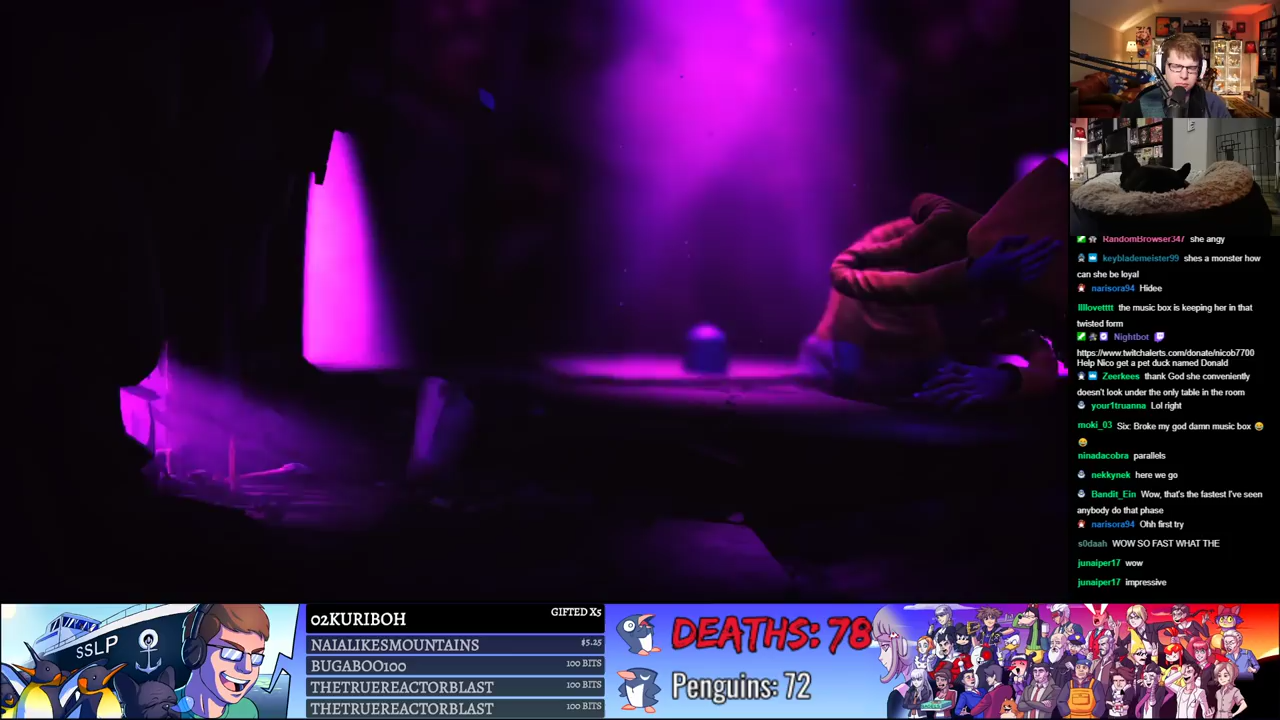 RandomBrowser347 she angy
keyblademeister99 shes a monster how
can she be loyal
narisora94 Hidee
lllllovetttt the music box is keeping her in that
twisted form
Nightbot
https://www.twitchalerts.com/donate/nicob7700
Help Nico get a pet duck named Donald
Zeerkees thank God she conveniently
doesn't look under the only table in the room
your1truanna Lol right
moki_03 Six: Broke my god damn music box
ninadacobra parallels
nekkynek here we go
Bandit_Ein Wow, that's the fastest I've seen
anybody do that phase
narisora94 Ohh first try
s0daah WOW SO FAST WHAT THE
junaiper17 wow
junaiper17 impressive
SSLP
02KURIBOH GIFTED X5
NAIALIKESMOUNTAINS $5.25
BUGABOO100 100 BITS
THETRUEREACTORBLAST 100 BITS
THETRUEREACTORBLAST 100 BITS
DEATHS: 78
Penguins: 72